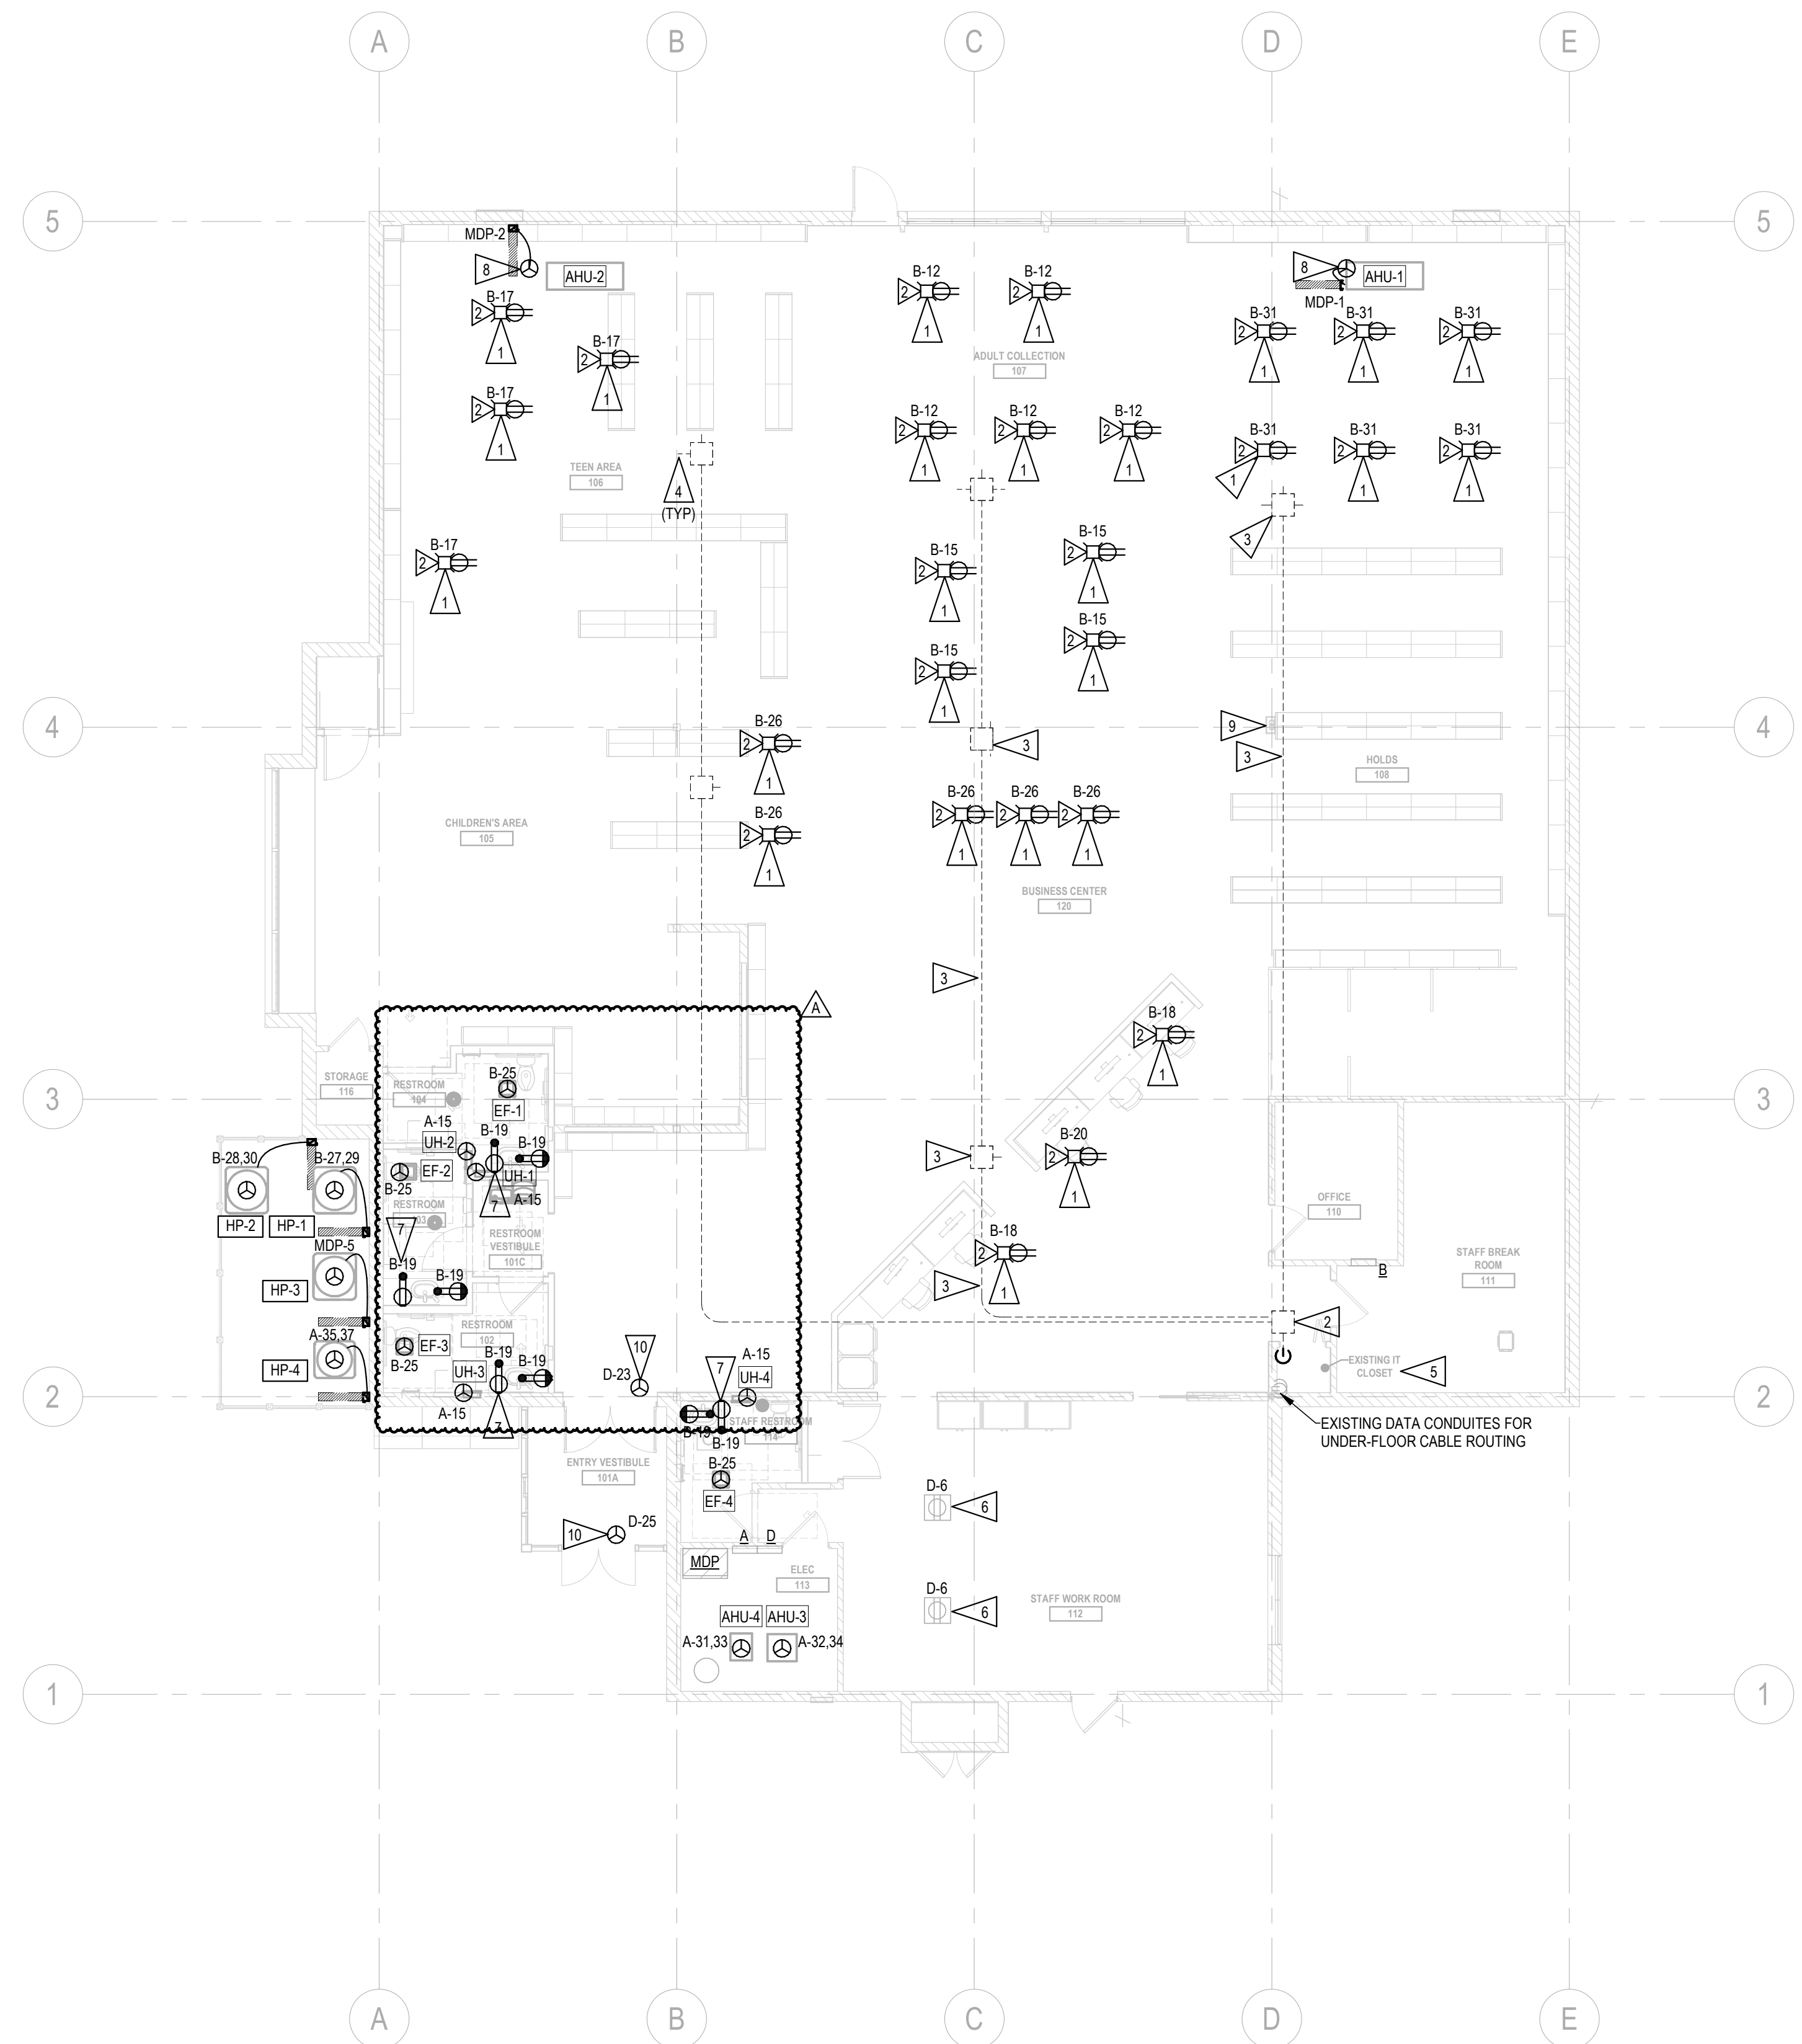 A
B
C
D
E
5
5
MDP-2
8
AHU-2
8
AHU-1
MDP-1
B-12
2
1
B-12
2
1
B-17
2
1
B-17
2
1
B-31
2
1
B-31
2
1
B-31
2
1
ADULT COLLECTION
107
B-17
2
1
B-12
2
1
B-12
2
1
B-12
2
1
B-31
2
1
B-31
2
1
B-31
2
1
TEEN AREA
106
4
(TYP)
3
B-17
2
1
B-15
2
1
B-15
2
1
B-15
2
1
B-15
2
1
4
4
B-26
2
1
3
9
3
HOLDS
108
B-26
2
1
B-26
2
1
B-26
2
1
B-26
2
1
CHILDREN'S AREA
105
BUSINESS CENTER
120
3
A
B-18
2
1
3
3
STORAGE
116
RESTROOM
104
B-25
EF-1
A-15
UH-2
B-19
B-19
EF-2
B-25
UH-1
A-15
7
B-20
2
1
3
B-28,30
B-27,29
HP-2
HP-1
RESTROOM
103
7
RESTROOM
VESTIBULE
101C
OFFICE
110
MDP-5
HP-3
B-19
B-19
B-18
2
1
3
STAFF BREAK
ROOM
111
B
A-35,37
HP-4
RESTROOM
102
EF-3
B-25
B-19
B-19
UH-3
A-15
7
10
D-23
7
A-15
UH-4
2
EXISTING IT
CLOSET
5
2
2
B-19
B-19
STAFF RESTROOM
114
EXISTING DATA CONDUITES FOR
UNDER-FLOOR CABLE ROUTING
ENTRY VESTIBULE
101A
B-25
EF-4
D-6
6
10
D-25
A
D
MDP
ELEC
113
D-6
6
STAFF WORK ROOM
112
AHU-4
AHU-3
A-31,33
A-32,34
1
1
A
B
C
D
E